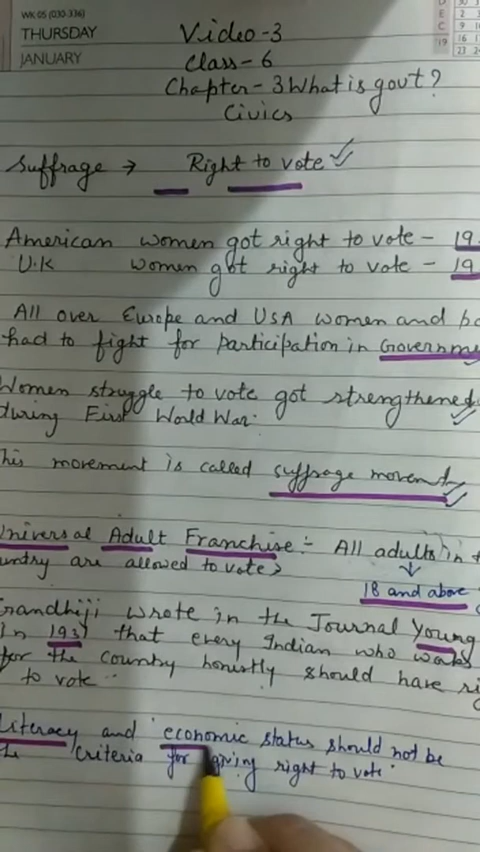 WK 05 (030-336)
THURSDAY
JANUARY
Video-3
Class-6
Chapter-3 What is govt?
Civics
Suffrage → Right to vote
American women got right to vote - 19
U.K women got right to vote - 19
All over Europe and USA women and
had to fight for participation in Governme
Women struggle to vote got strengthened
during First World War.
his movement is called suffrage movement
niversal Adult Franchise:- All adults in
untry are allowed to vote
18 and above
Gandhiji wrote in the Journal Young
in 1931 that every Indian who works
for the country honestly should have ri
to vote.
Literacy and economic status should not be
the criteria for giving right to vote.